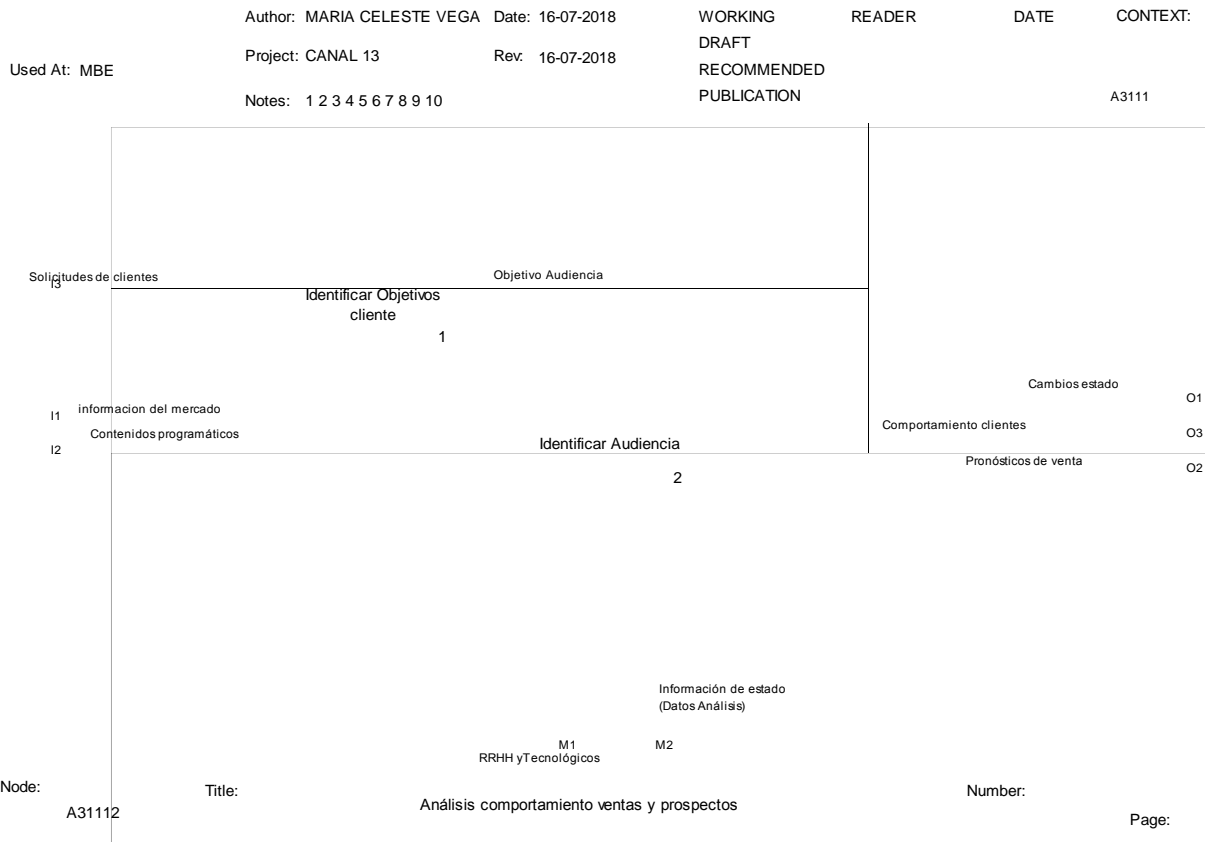 Used At: MBE
Author: MARIA CELESTE VEGA Date: 16-07-2018
Project: CANAL 13 Rev: 16-07-2018
Notes: 1 2 3 4 5 6 7 8 9 10
WORKING
DRAFT
RECOMMENDED
PUBLICATION
READER DATE CONTEXT:
A3111
Solicitudes de clientes
I3
Objetivo Audiencia
Identificar Objetivos
cliente
1
Cambios estado
O1
I1 informacion del mercado
Comportamiento clientes
O3
I2 Contenidos programáticos
Identificar Audiencia
2
Pronósticos de venta
O2
Información de estado
(Datos Análisis)
M1 M2
RRHH yTecnológicos
Node:
A31112
Title:
Análisis comportamiento ventas y prospectos
Number:
Page: